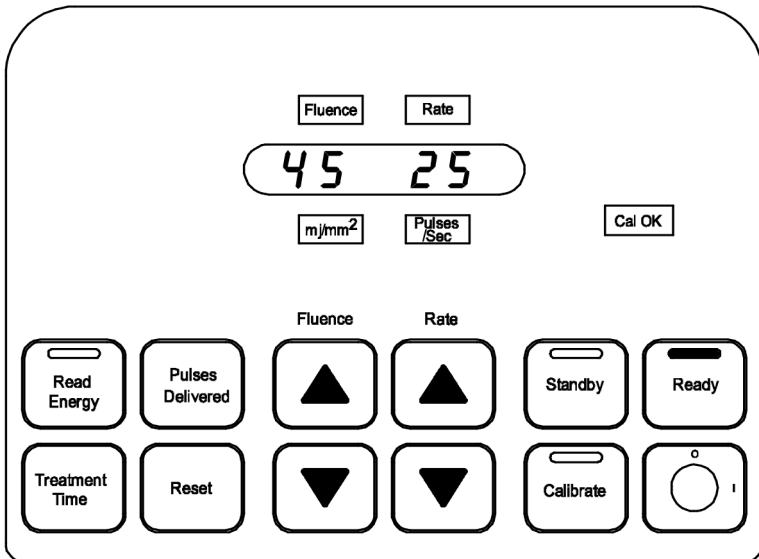 Fluence Rate
45 25
mj/mm² Pulses
/Sec
Cal OK
Fluence Rate
Read
Energy
Pulses
Delivered
Standby
Ready
Treatment
Time
Reset
Calibrate
O
I